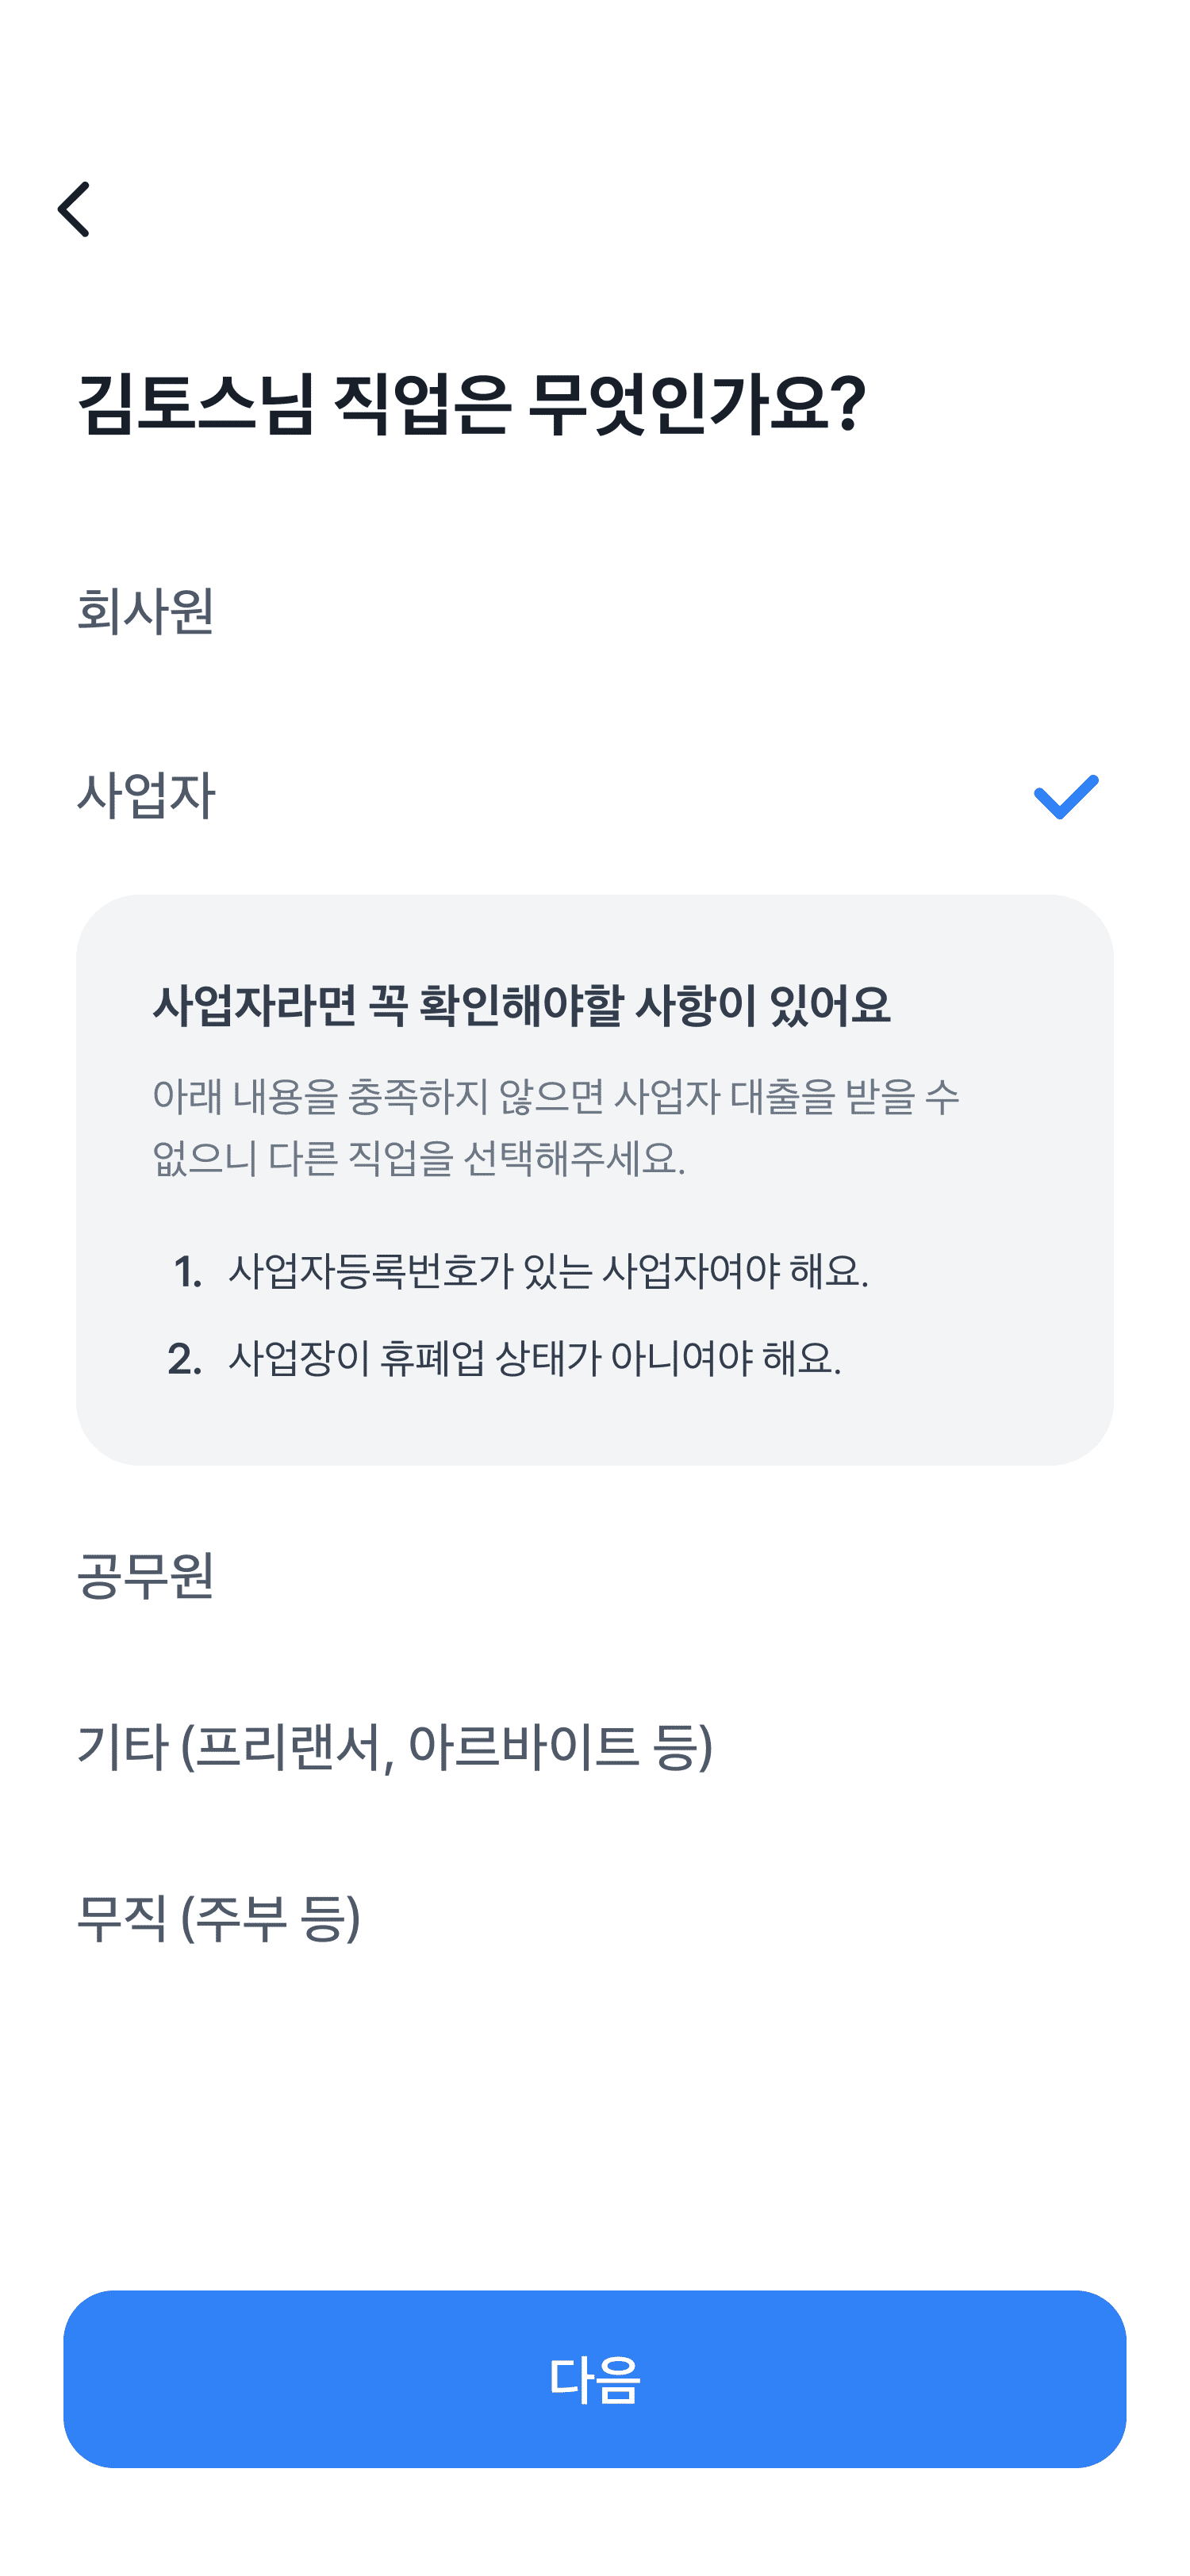 김토스님 직업은 무엇인가요?
회사원
사업자
사업자라면 꼭 확인해야할 사항이 있어요
아래 내용을 충족하지 않으면 사업자 대출을 받을 수
없으니 다른 직업을 선택해주세요.
1. 사업자등록번호가 있는 사업자여야 해요.
2. 사업장이 휴폐업 상태가 아니여야 해요.
공무원
기타 (프리랜서, 아르바이트 등)
무직 (주부 등)
다음